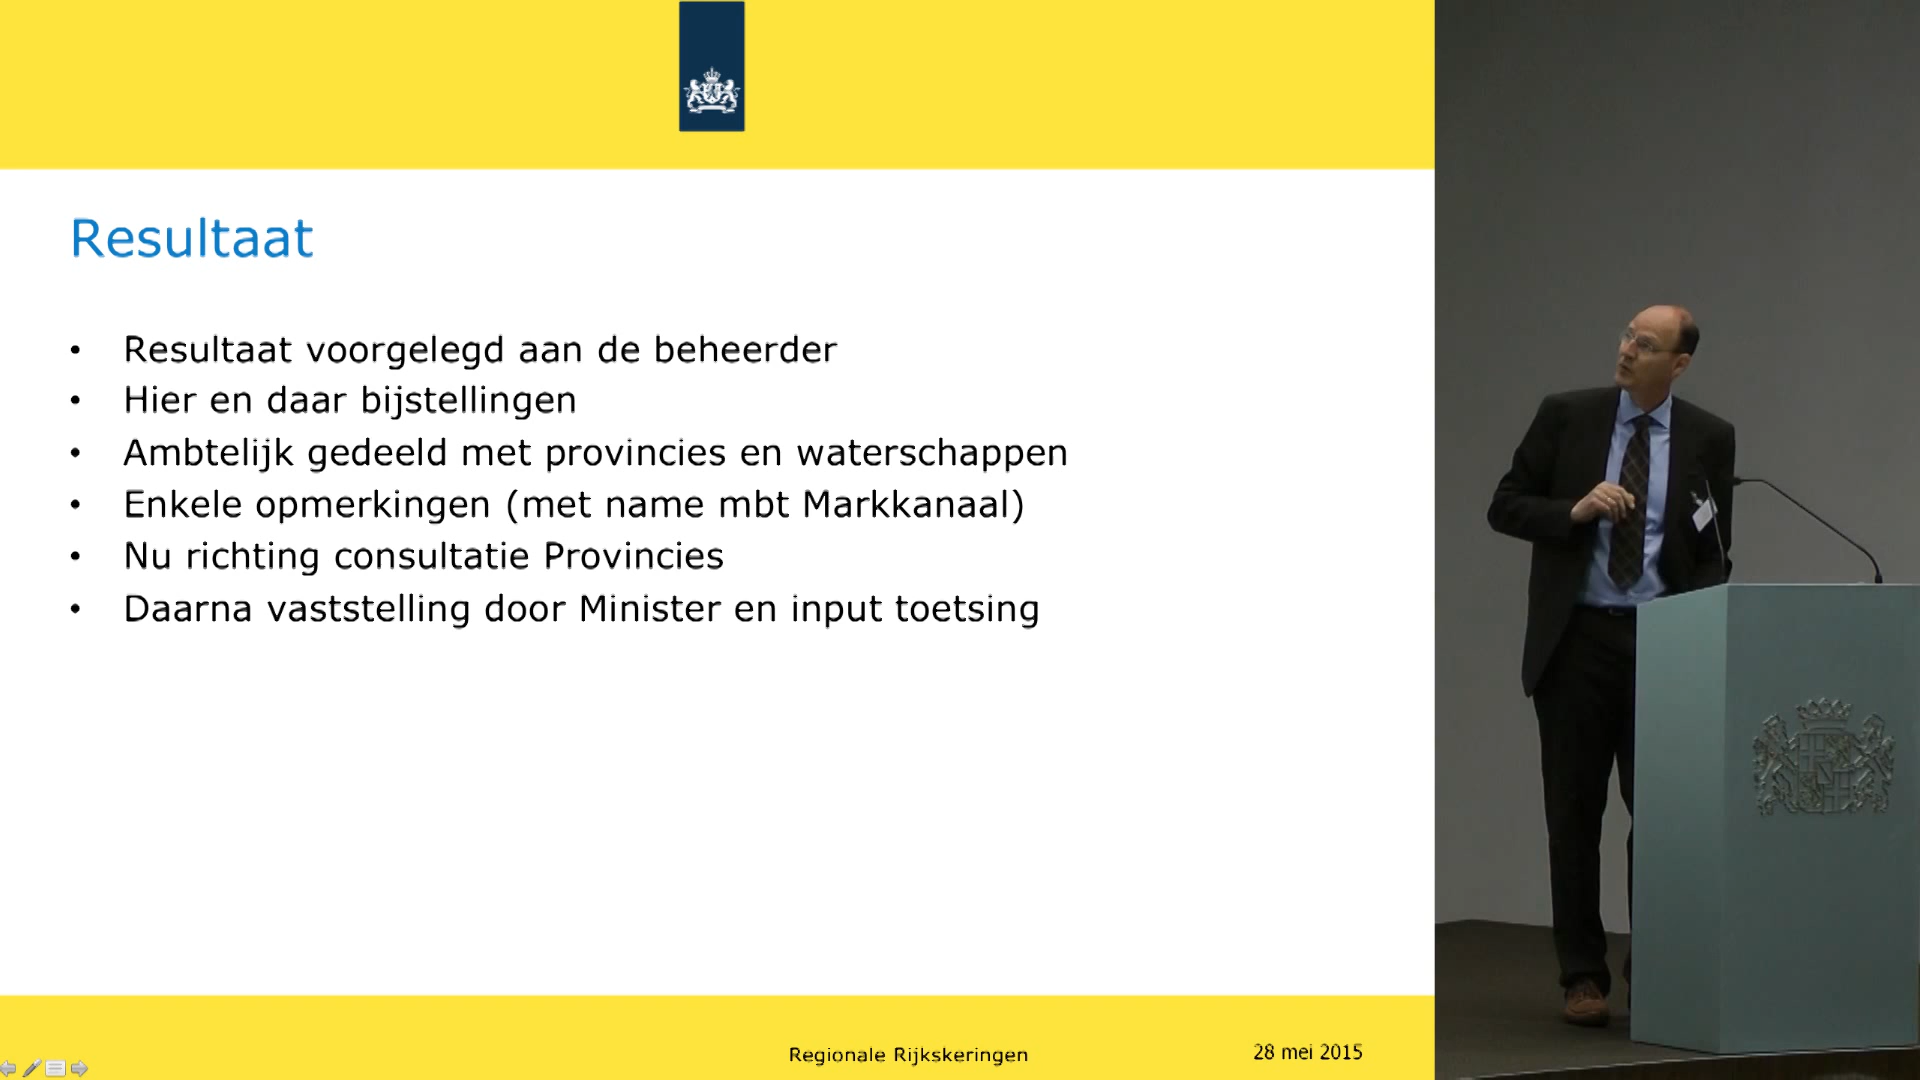 Resultaat
• Resultaat voorgelegd aan de beheerder
• Hier en daar bijstellingen
• Ambtelijk gedeeld met provincies en waterschappen
• Enkele opmerkingen (met name mbt Markkanaal)
• Nu richting consultatie Provincies
• Daarna vaststelling door Minister en input toetsing
Regionale Rijkskeringen
28 mei 2015